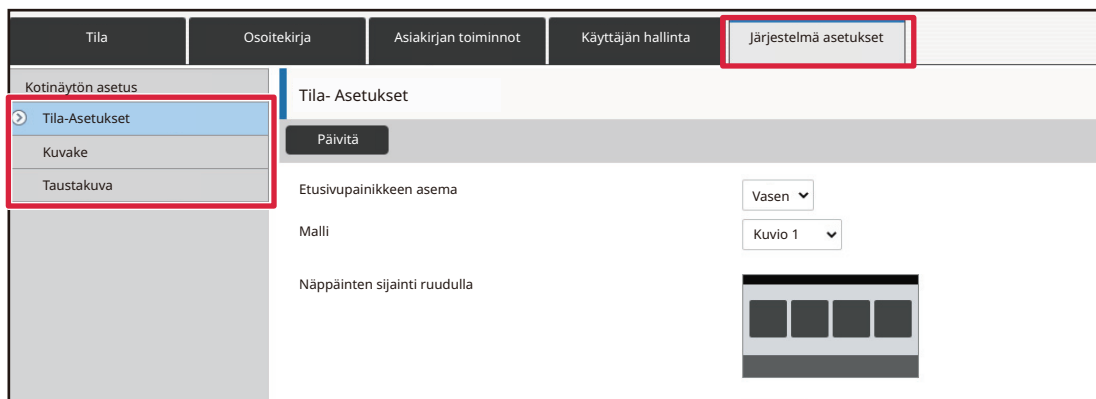 Tila
Osoitekirja
Asiakirjan toiminnot
Käyttäjän hallinta
Järjestelmä asetukset
Kotinäytön asetus
Tila-Asetukset
Kuvake
Taustakuva
Tila- Asetukset
Päivitä
Etusivupainikkeen asema
Vasen
Malli
Kuvio 1
Näppäinten sijainti ruudulla